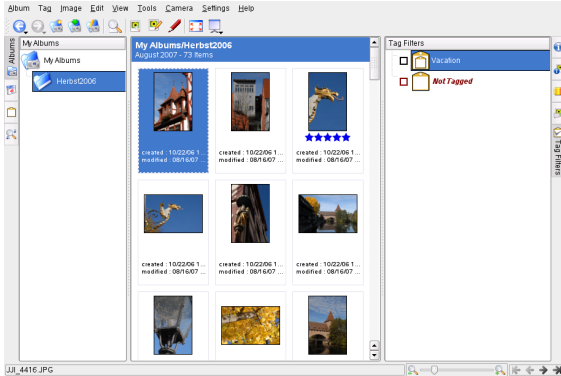 Album Tag Image Edit View Tools Camera Settings Help
Albums
My Albums
My Albums
Herbst2006
My Albums/Herbst2006
August 2007 - 73 Items
created : 10/22/06 1...
modified : 08/16/07 ...
created : 10/22/06 1...
modified : 08/16/07 ...
created : 10/22/06 1...
modified : 08/16/07 ...
created : 10/22/06 1...
modified : 08/16/07 ...
created : 10/22/06 1...
modified : 08/16/07 ...
created : 10/22/06 1...
modified : 08/16/07 ...
Tag Filters
Vacation
Not Tagged
Tag Filters
JJI_4416.JPG